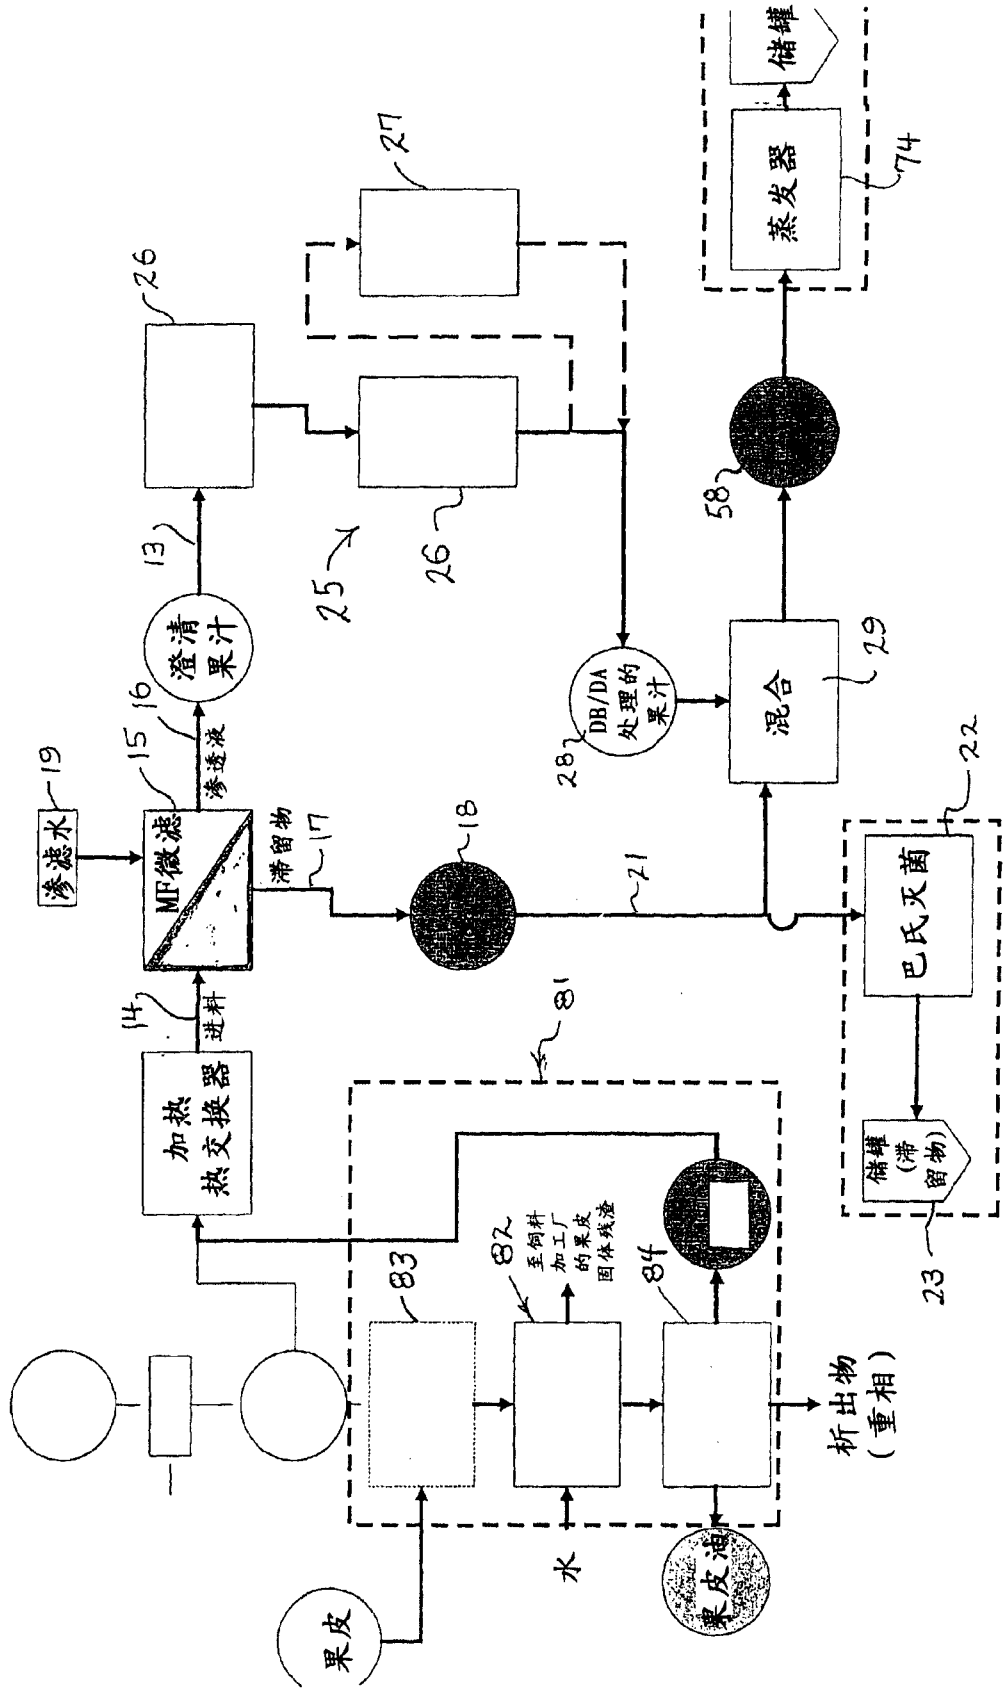 渗滤水
19
加热
热交换器
14
进料
MF微滤
15
渗透液
16
澄清
果汁
13
26
滞留物
17
18
25
26
27
21
DB/DA
处理的
果汁
28
混合
29
58
蒸发器
74
储罐
巴氏灭菌
22
储罐
(滞
留物)
23
81
果皮
83
水
82
至饲料
加工厂
的果皮
固体残渣
84
果皮油
析出物
(重相)